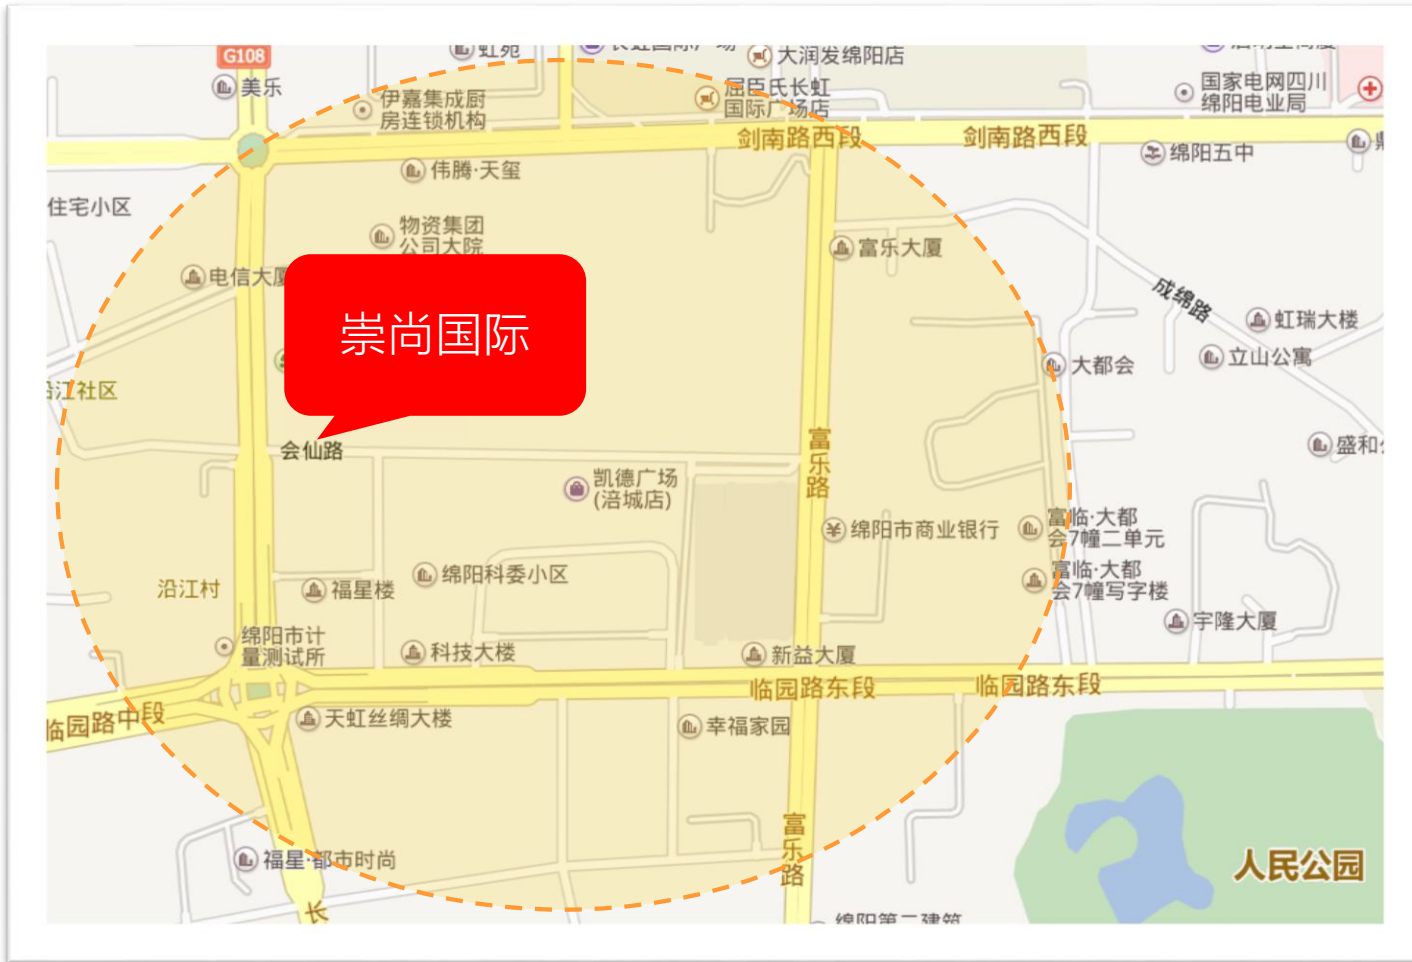 G108
虹苑
大润发绵阳店
美乐
伊嘉集成厨
房连锁机构
屈臣氏长虹
国际广场店
国家电网四川
绵阳电业局
剑南路西段
剑南路西段
绵阳五中
伟腾·天玺
住宅小区
物资集团
公司大院
富乐大厦
电信大厦
成绵路
虹瑞大楼
崇尚国际
立山公寓
大都会
沿江社区
会仙路
富乐路
盛和
凯德广场
(涪城店)
绵阳市商业银行
富临·大都
会7幢二单元
绵阳科委小区
富临·大都
会7幢写字楼
沿江村
福星楼
宇隆大厦
绵阳市计
量测试所
科技大楼
新益大厦
临园路东段
临园路东段
临园路中段
天虹丝绸大楼
幸福家园
富乐路
福星·都市时尚
人民公园
长
绵阳第二建筑